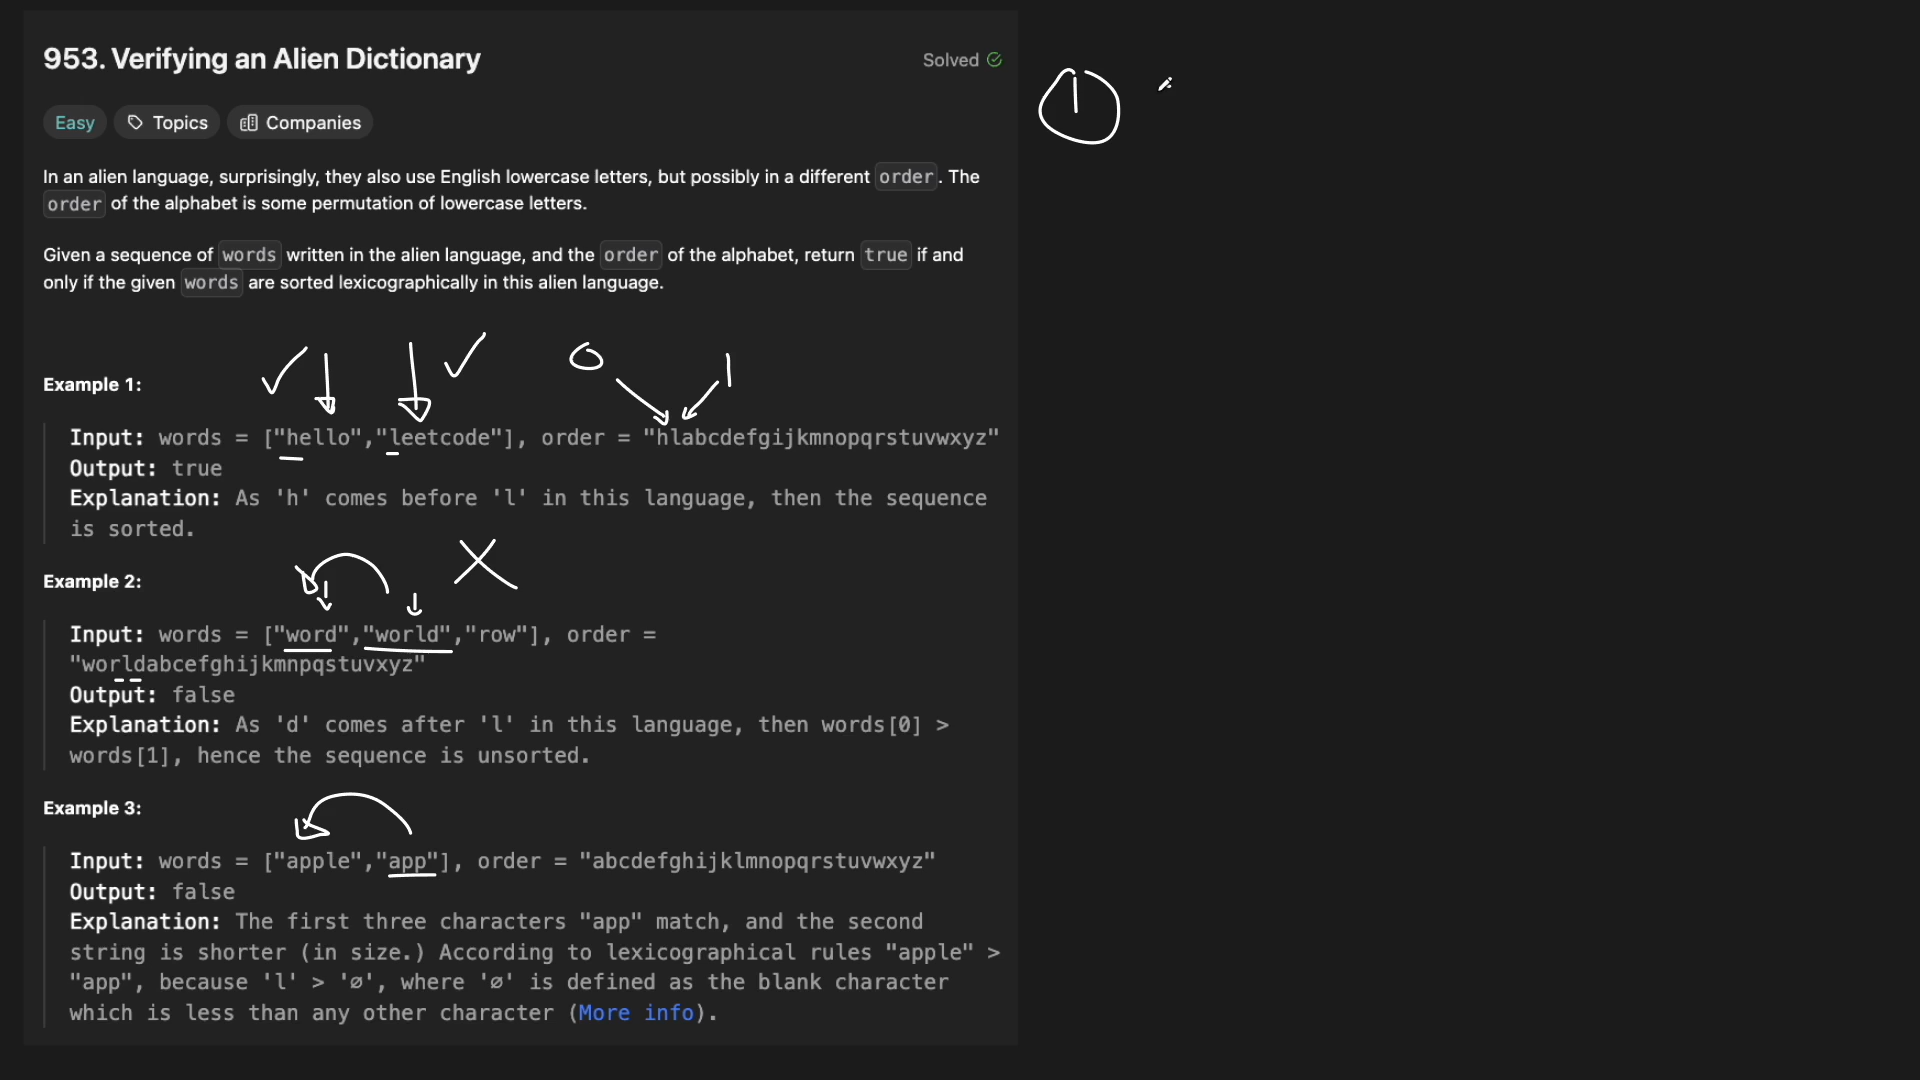 953. Verifying an Alien Dictionary
Solved
Easy
Topics
Companies
In an alien language, surprisingly, they also use English lowercase letters, but possibly in a different order. The
order of the alphabet is some permutation of lowercase letters.
Given a sequence of words written in the alien language, and the order of the alphabet, return true if and
only if the given words are sorted lexicographically in this alien language.
0 1
Example 1:
Input: words = ["hello","leetcode"], order = "hlabcdefgijkmnopqrstuvwxyz"
Output: true
Explanation: As 'h' comes before 'l' in this language, then the sequence
is sorted.
Example 2:
Input: words = ["word","world","row"], order =
"worldabcefghijkmnpqstuvxyz"
Output: false
Explanation: As 'd' comes after 'l' in this language, then words[0] >
words[1], hence the sequence is unsorted.
Example 3:
Input: words = ["apple","app"], order = "abcdefghijklmnopqrstuvwxyz"
Output: false
Explanation: The first three characters "app" match, and the second
string is shorter (in size.) According to lexicographical rules "apple" >
"app", because 'l' > '∅', where '∅' is defined as the blank character
which is less than any other character (More info).
1